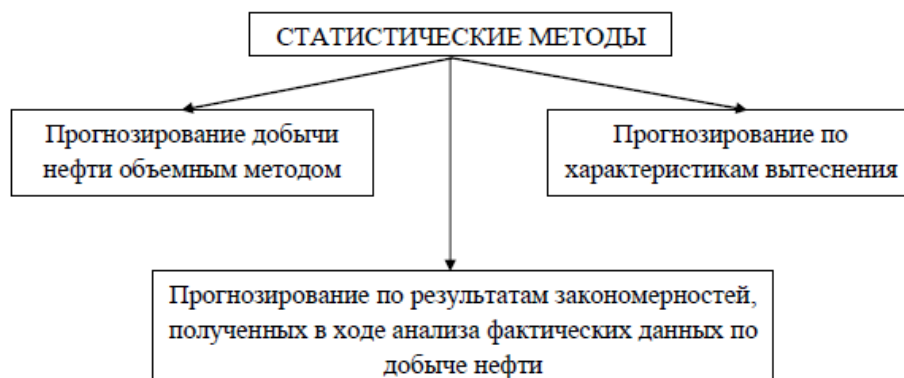 СТАТИСТИЧЕСКИЕ МЕТОДЫ
Прогнозирование добычи
нефти объемным методом
Прогнозирование по
характеристикам вытеснения
Прогнозирование по результатам закономерностей,
полученных в ходе анализа фактических данных по
добыче нефти